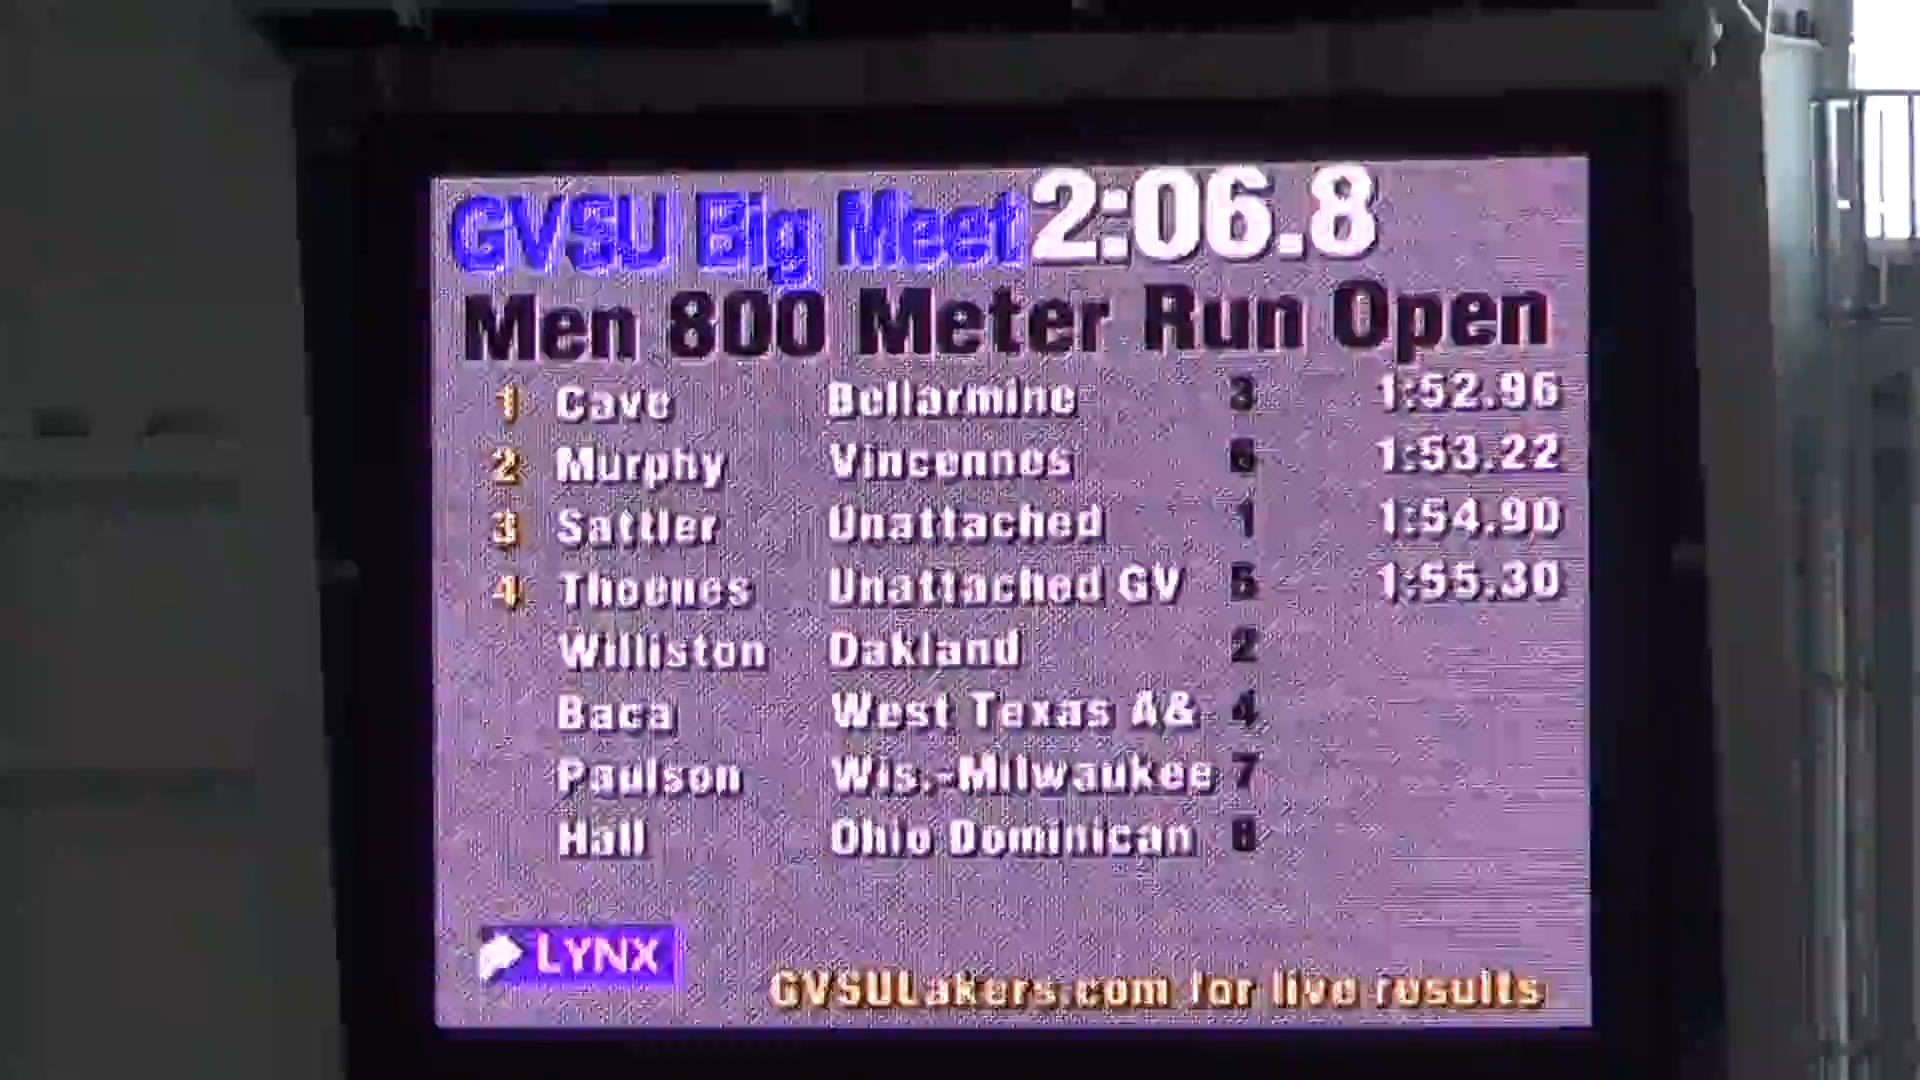 GVSU Big Meet 2:06.8
Men 800 Meter Run Open
1 Cave Bellarmine 3 1:52.96
2 Murphy Vincennes 6 1:53.22
3 Sattler Unattached 1 1:54.90
4 Thoenes Unattached GV 5 1:55.30
Williston Oakland 2
Baca West Texas A& 4
Paulson Wis.-Milwaukee 7
Hall Ohio Dominican 8
LYNX
GVSULakers.com for live results